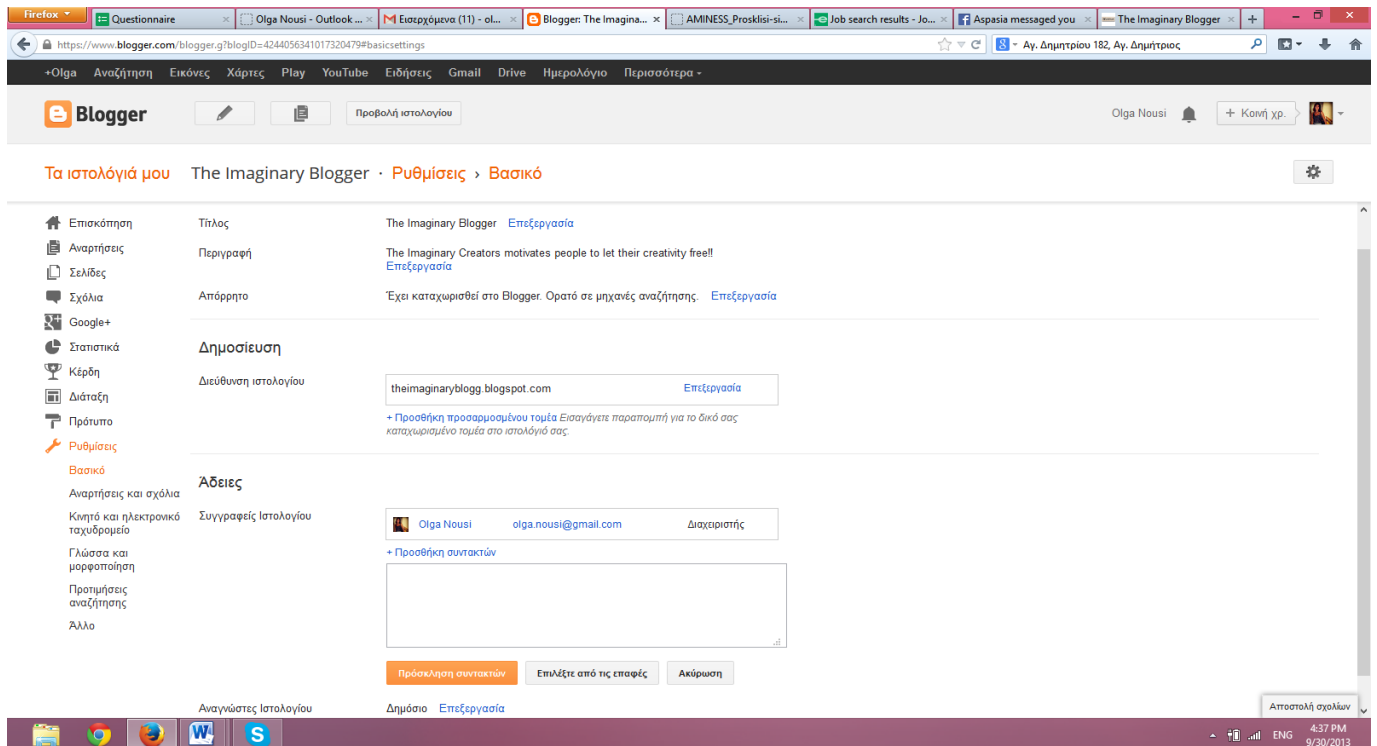 Firefox
Questionnaire
Olga Nousi - Outlook ...
Εισερχόμενα (11) - ol...
Blogger: The Imagina...
AMINESS_Prosklisi-si...
Job search results - Jo...
Aspasia messaged you
The Imaginary Blogger
https://www.blogger.com/blogger.g?blogID=4244056341017320479#basicsettings
Αγ. Δημητρίου 182, Αγ. Δημήτριος
+Olga Αναζήτηση Εικόνες Χάρτες Play YouTube Ειδήσεις Gmail Drive Ημερολόγιο Περισσότερα
Blogger
Προβολή ιστολογίου
Olga Nousi
+ Κοινή χρ.
Τα ιστολόγιά μου The Imaginary Blogger · Ρυθμίσεις › Βασικό
Επισκόπηση
Αναρτήσεις
Σελίδες
Σχόλια
Google+
Στατιστικά
Κέρδη
Διάταξη
Πρότυπο
Ρυθμίσεις
Βασικό
Αναρτήσεις και σχόλια
Κινητό και ηλεκτρονικό
ταχυδρομείο
Γλώσσα και
μορφοποίηση
Προτιμήσεις
αναζήτησης
Άλλο
Τίτλος The Imaginary Blogger Επεξεργασία
Περιγραφή The Imaginary Creators motivates people to let their creativity free!!
Επεξεργασία
Απόρρητο Έχει καταχωρισθεί στο Blogger. Ορατό σε μηχανές αναζήτησης. Επεξεργασία
Δημοσίευση
Διεύθυνση ιστολογίου theimaginaryblogg.blogspot.com Επεξεργασία
+ Προσθήκη προσαρμοσμένου τομέα Εισαγάγετε παραπομπή για το δικό σας
καταχωρισμένο τομέα στο ιστολόγιό σας.
Άδειες
Συγγραφείς Ιστολογίου Olga Nousi olga.nousi@gmail.com Διαχειριστής
+ Προσθήκη συντακτών
Πρόσκληση συντακτών Επιλέξτε από τις επαφές Ακύρωση
Αναγνώστες Ιστολογίου Δημόσιο Επεξεργασία
Αποστολή σχολίων
ENG
4:37 PM
9/30/2013